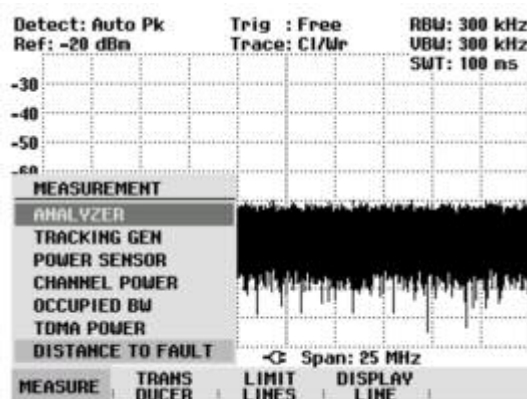 Detect: Auto Pk Trig : Free RBW: 300 kHz
Ref: -20 dBm Trace: Cl/Wr VBW: 300 kHz
SWT: 100 ms
-30
-40
-50
-60
MEASUREMENT
ANALYZER
TRACKING GEN
POWER SENSOR
CHANNEL POWER
OCCUPIED BW
TDMA POWER
DISTANCE TO FAULT
Span: 25 MHz
MEASURE TRANS DUCER LIMIT LINES DISPLAY LINE